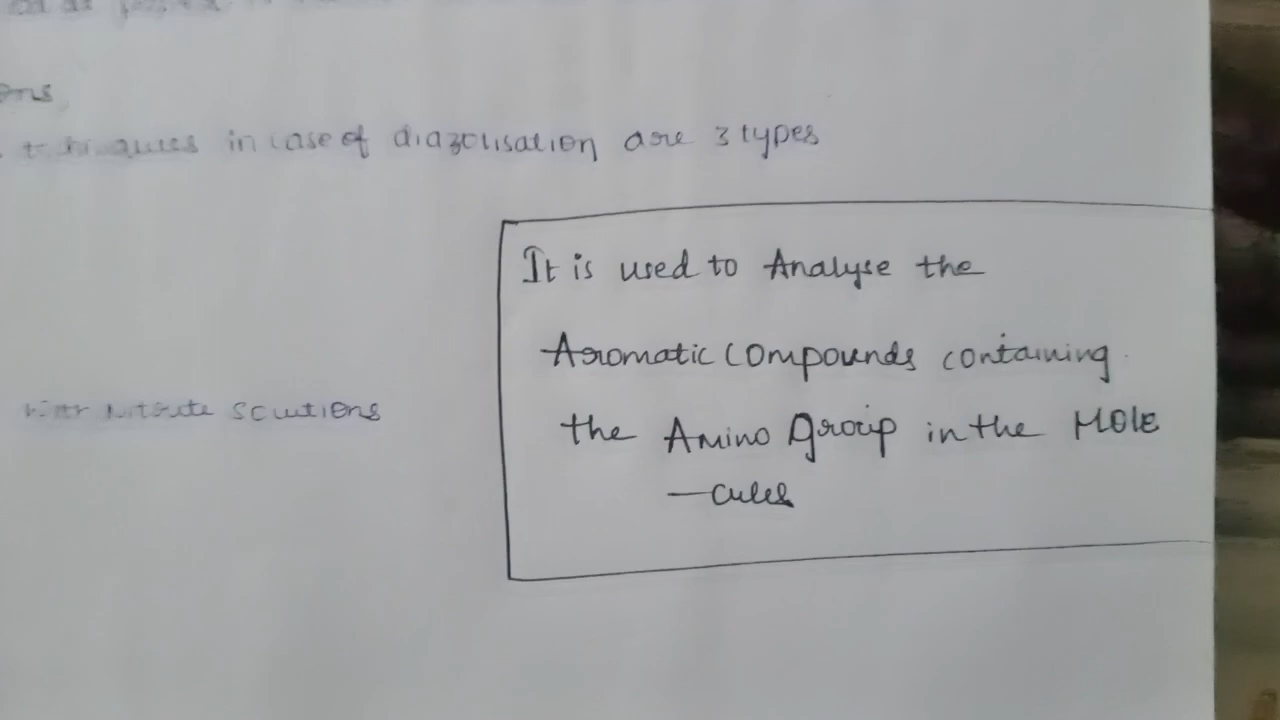 techniques in case of diazotisation are 3 types
It is used to Analyse the
Aromatic compounds containing
the Amino Group in the Mole
-cules
solutions